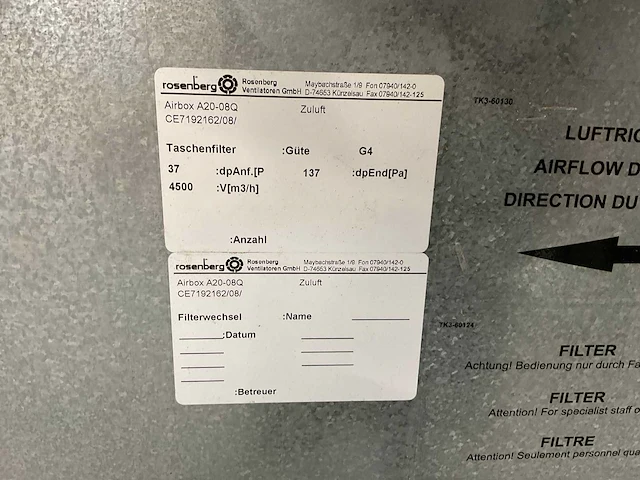 rosenberg Rosenberg Ventilatoren GmbH Maybachstraße 1/9 Fon 07940/142-0
D-74653 Künzelsau Fax 07940/142-125
Airbox A20-08Q Zuluft
CE7192162/08/
Taschenfilter :Güte G4
37 :dpAnf.[P 137 :dpEnd[Pa]
4500 :V[m3/h]
:Anzahl
rosenberg Rosenberg Ventilatoren GmbH Maybachstraße 1/9 Fon 07940/142-0
D-74653 Künzelsau Fax 07940/142-125
Airbox A20-08Q Zuluft
CE7192162/08/
Filterwechsel :Name
:Datum
:Betreuer
TK3-60130
LUFTRIC
AIRFLOW D
DIRECTION DU
TK3-60124
FILTER
Achtung! Bedienung nur durch Fa
FILTER
Attention! For specialist staff o
FILTRE
Attention! Seulement personnel qua